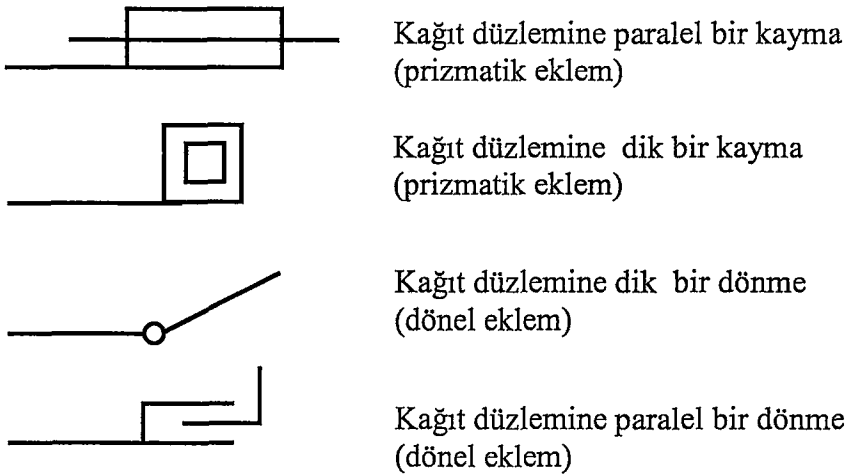 Kağıt düzlemine paralel bir kayma
(prizmatik eklem)
Kağıt düzlemine dik bir kayma
(prizmatik eklem)
Kağıt düzlemine dik bir dönme
(dönel eklem)
Kağıt düzlemine paralel bir dönme
(dönel eklem)